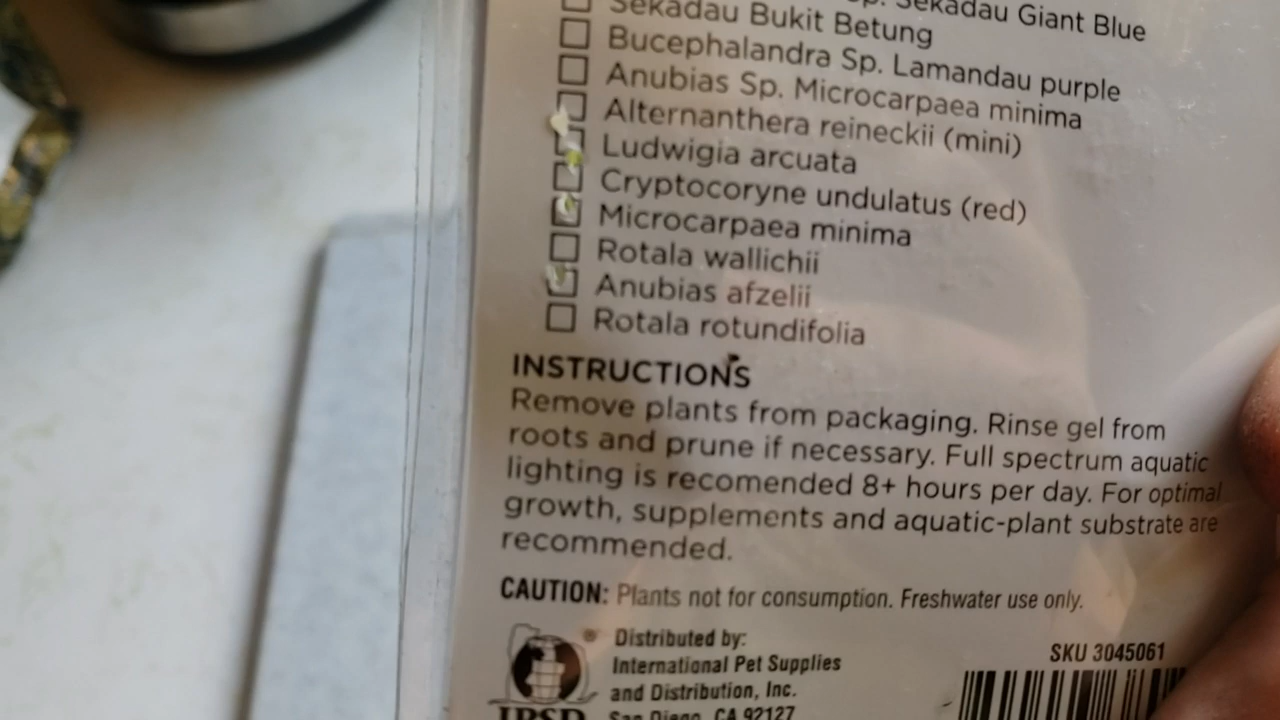 Sekadau Giant Blue
Sekadau Bukit Betung
Bucephalandra Sp. Lamandau purple
Anubias Sp. Microcarpaea minima
Alternanthera reineckii (mini)
Ludwigia arcuata
Cryptocoryne undulatus (red)
Microcarpaea minima
Rotala wallichii
Anubias afzelii
Rotala rotundifolia
INSTRUCTIONS
Remove plants from packaging. Rinse gel from
roots and prune if necessary. Full spectrum aquatic
lighting is recomended 8+ hours per day. For optimal
growth, supplements and aquatic-plant substrate are
recommended.
CAUTION: Plants not for consumption. Freshwater use only.
®
Distributed by:
International Pet Supplies
and Distribution, Inc.
San Diego, CA 92127
IPSD
SKU 3045061